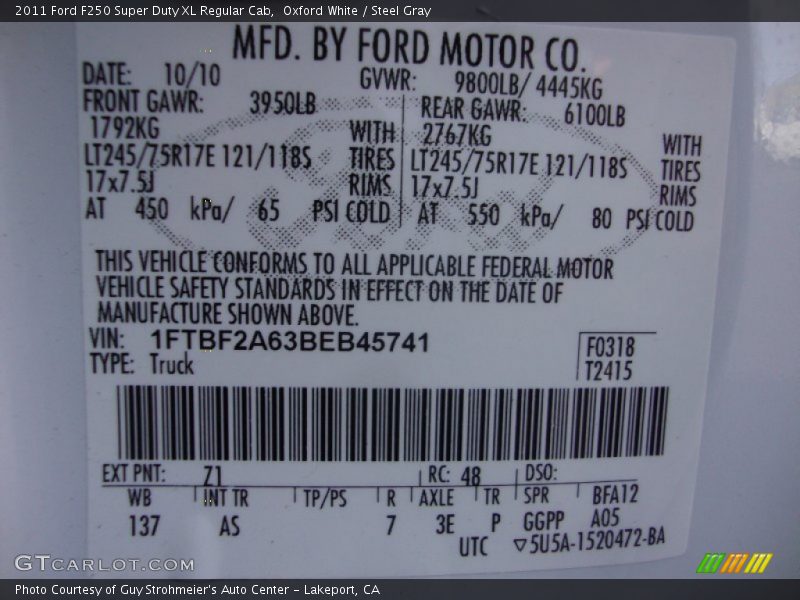 2011 Ford F250 Super Duty XL Regular Cab, Oxford White / Steel Gray
MFD. BY FORD MOTOR CO.
DATE: 10/10 GVWR: 9800LB/ 4445KG
FRONT GAWR: 3950LB REAR GAWR: 6100LB
1792KG WITH 2767KG WITH
LT245/75R17E 121/118S TIRES LT245/75R17E 121/118S TIRES
17x7.5J RIMS 17x7.5J RIMS
AT 450 kPa/ 65 PSI COLD AT 550 kPa/ 80 PSI COLD
THIS VEHICLE CONFORMS TO ALL APPLICABLE FEDERAL MOTOR
VEHICLE SAFETY STANDARDS IN EFFECT ON THE DATE OF
MANUFACTURE SHOWN ABOVE.
VIN: 1FTBF2A63BEB45741
F0318
TYPE: Truck T2415
EXT PNT: Z1 RC: 48 DSO:
WB INT TR TP/PS R AXLE TR SPR BFA12
137 AS 7 3E P GGPP A05
UTC ▽5U5A-1520472-BA
GTCARLOT.COM
Photo Courtesy of Guy Strohmeier's Auto Center - Lakeport, CA